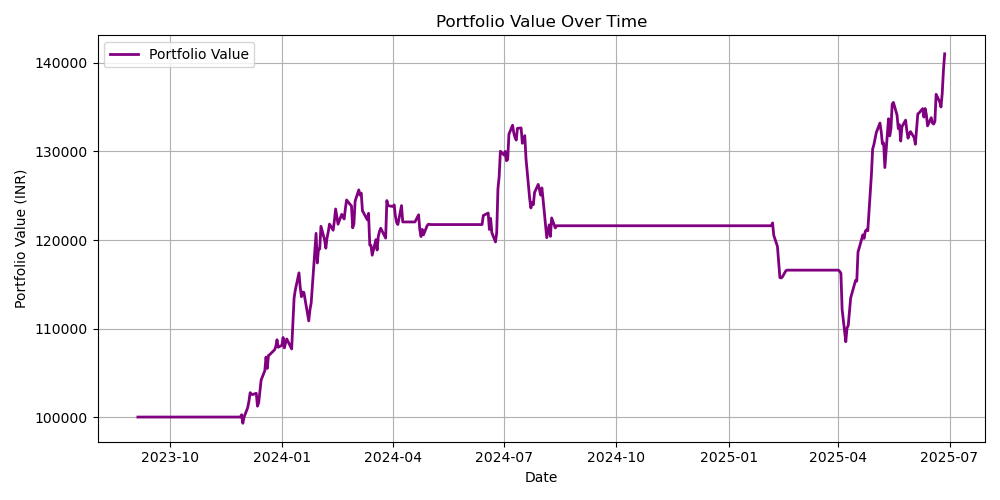 Portfolio Value Over Time
Portfolio Value
140000
130000
120000
110000
100000
Portfolio Value (INR)
2023-10 2024-01 2024-04 2024-07 2024-10 2025-01 2025-04 2025-07
Date